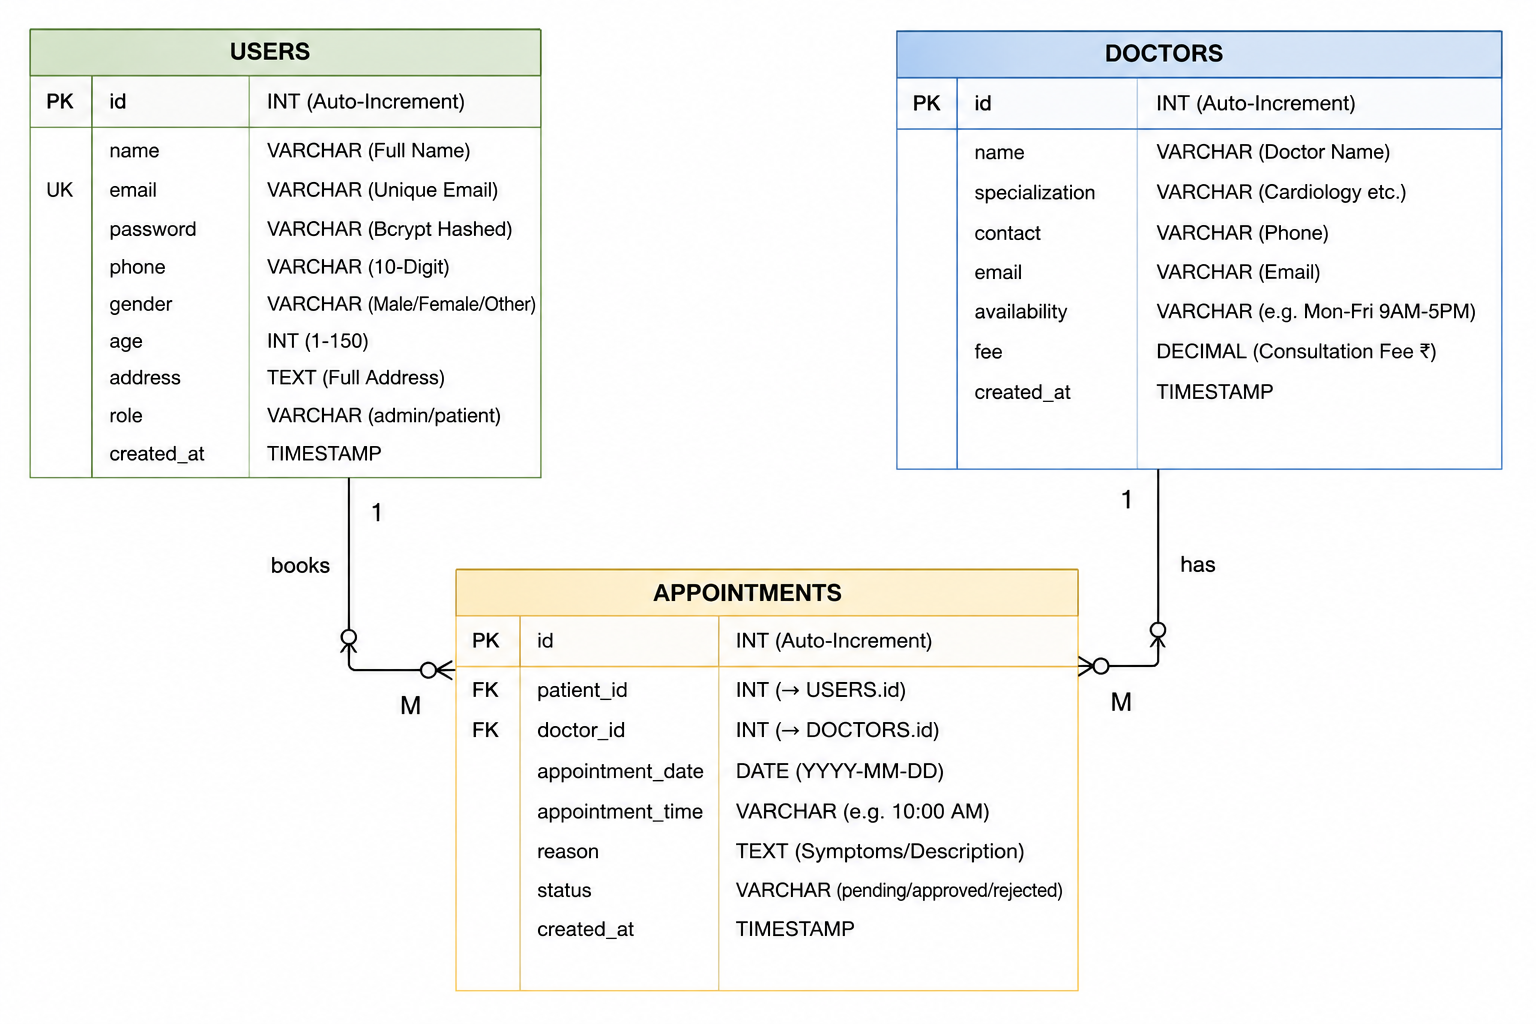 USERS
PK id INT (Auto-Increment)
name VARCHAR (Full Name)
UK email VARCHAR (Unique Email)
password VARCHAR (Bcrypt Hashed)
phone VARCHAR (10-Digit)
gender VARCHAR (Male/Female/Other)
age INT (1-150)
address TEXT (Full Address)
role VARCHAR (admin/patient)
created_at TIMESTAMP
DOCTORS
PK id INT (Auto-Increment)
name VARCHAR (Doctor Name)
specialization VARCHAR (Cardiology etc.)
contact VARCHAR (Phone)
email VARCHAR (Email)
availability VARCHAR (e.g. Mon-Fri 9AM-5PM)
fee DECIMAL (Consultation Fee ₹)
created_at TIMESTAMP
1
books
M
1
has
M
APPOINTMENTS
PK id INT (Auto-Increment)
FK patient_id INT (→ USERS.id)
FK doctor_id INT (→ DOCTORS.id)
appointment_date DATE (YYYY-MM-DD)
appointment_time VARCHAR (e.g. 10:00 AM)
reason TEXT (Symptoms/Description)
status VARCHAR (pending/approved/rejected)
created_at TIMESTAMP